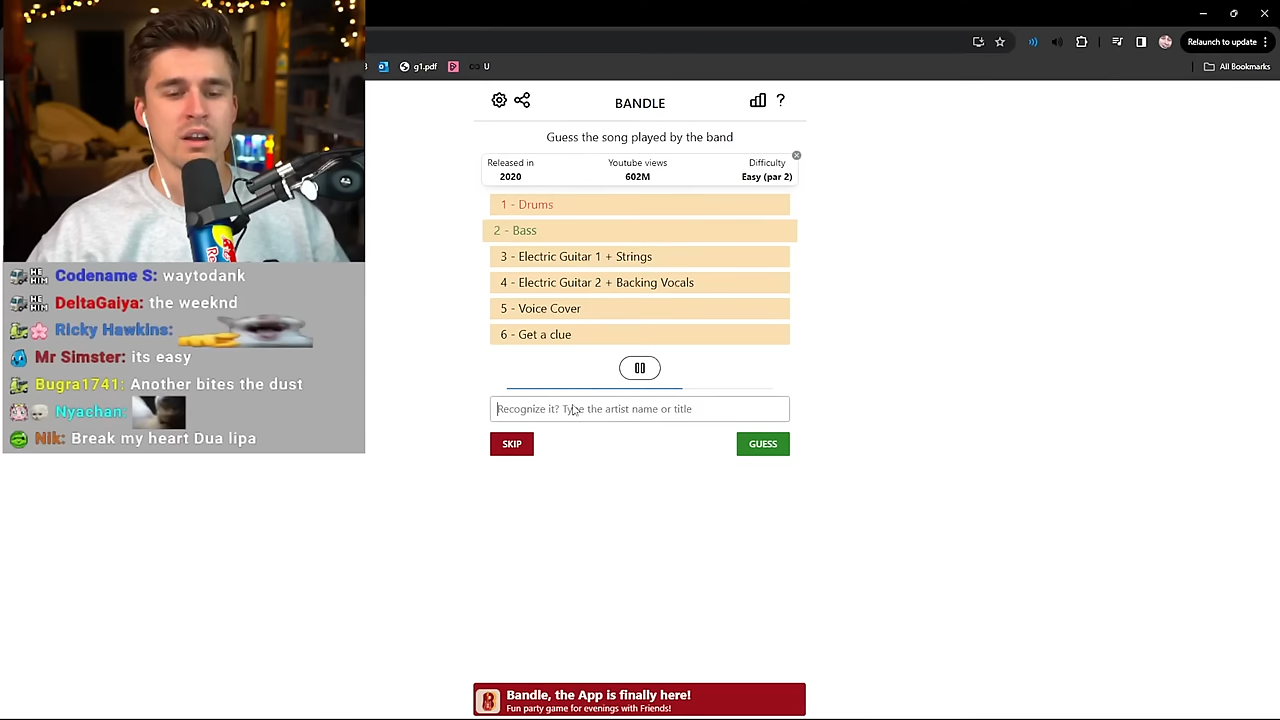 g1.pdf
U
Relaunch to update
All Bookmarks
BANDLE
?
Guess the song played by the band
Released in
Youtube views
Difficulty
2020
602M
Easy (par 2)
1 - Drums
2 - Bass
3 - Electric Guitar 1 + Strings
4 - Electric Guitar 2 + Backing Vocals
5 - Voice Cover
6 - Get a clue
Recognize it? Type the artist name or title
SKIP
GUESS
HE HIM Codename S: waytodank
HE HIM DeltaGaiya: the weeknd
Ricky Hawkins:
Mr Simster: its easy
Bugra1741: Another bites the dust
Nyachan:
Nik: Break my heart Dua lipa
Bandle, the App is finally here!
Fun party game for evenings with Friends!